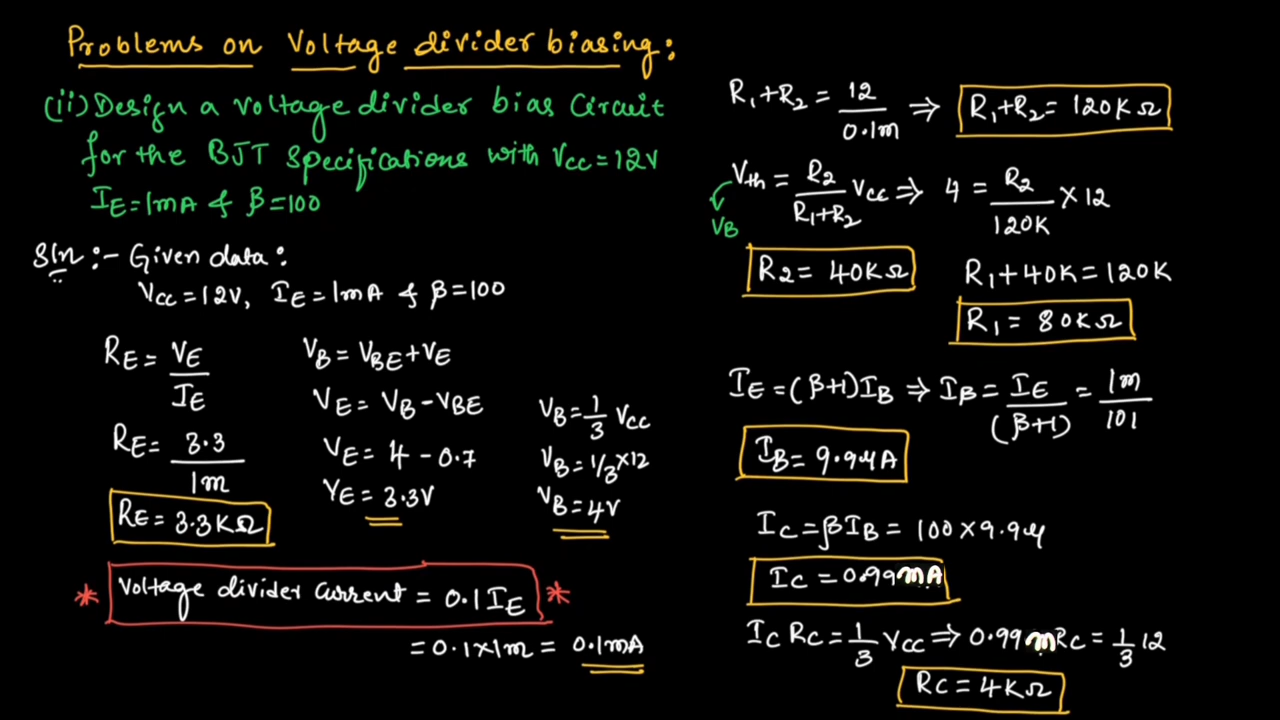 Problems on Voltage divider biasing:
(ii) Design a voltage divider bias Circuit
for the BJT Specifications with Vcc = 12V
IE = 1mA & β = 100
Sln :- Given data:
Vcc = 12V, IE = 1mA & β = 100
RE = VE / IE
RE = 3.3 / 1m
RE = 3.3KΩ
VB = VBE + VE
VE = VB - VBE
VE = 4 - 0.7
VE = 3.3V
VB = 1/3 Vcc
VB = 1/3 × 12
VB = 4V
* Voltage divider Current = 0.1 IE *
= 0.1 × 1m = 0.1mA
R1 + R2 = 12 / 0.1m ⇒ R1 + R2 = 120KΩ
Vth = R2 / R1+R2 Vcc ⇒ 4 = R2 / 120K × 12
VB
R2 = 40KΩ
R1 + 40K = 120K
R1 = 80KΩ
IE = (β+1) IB ⇒ IB = IE / (β+1) = 1m / 101
IB = 9.9μA
Ic = βIB = 100 × 9.9μ
Ic = 0.99mA
Ic Rc = 1/3 Vcc ⇒ 0.99mRc = 1/3 12
Rc = 4KΩ